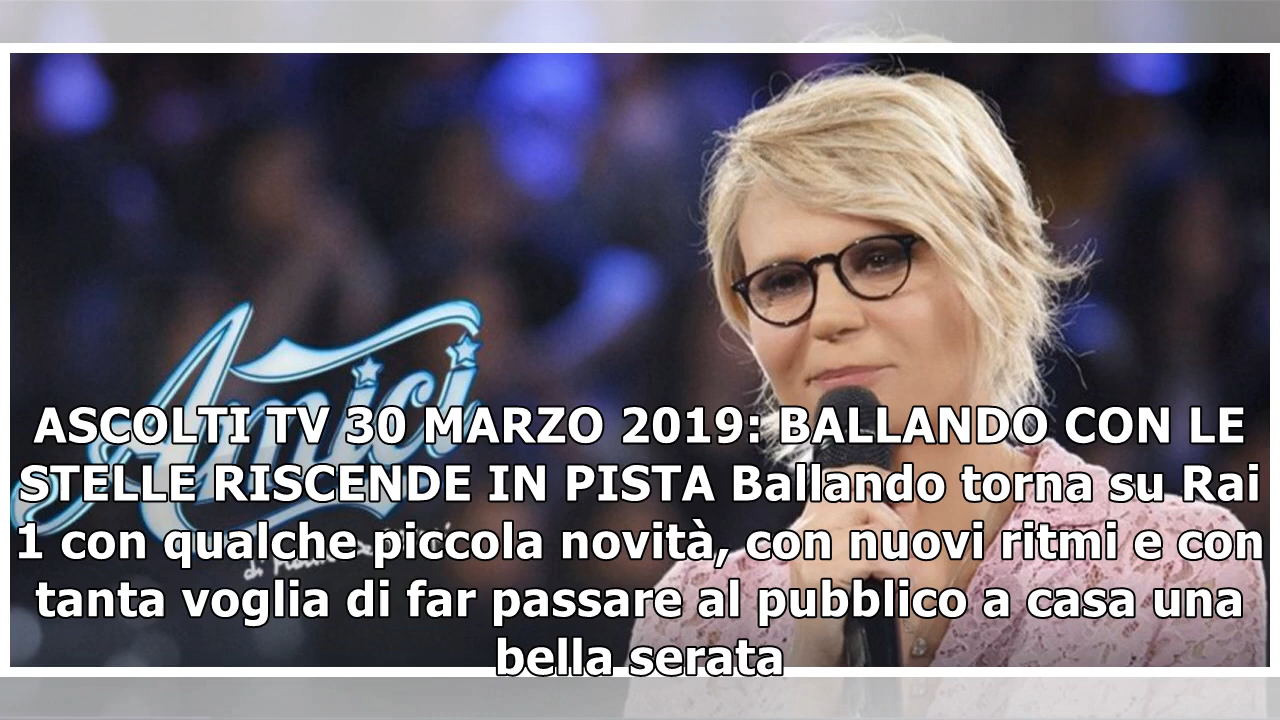 Amici
ASCOLTI TV 30 MARZO 2019: BALLANDO CON LE
STELLE RISCENDE IN PISTA Ballando torna su Rai
1 con qualche piccola novità, con nuovi ritmi e con
di
tanta voglia di far passare al pubblico a casa una
bella serata